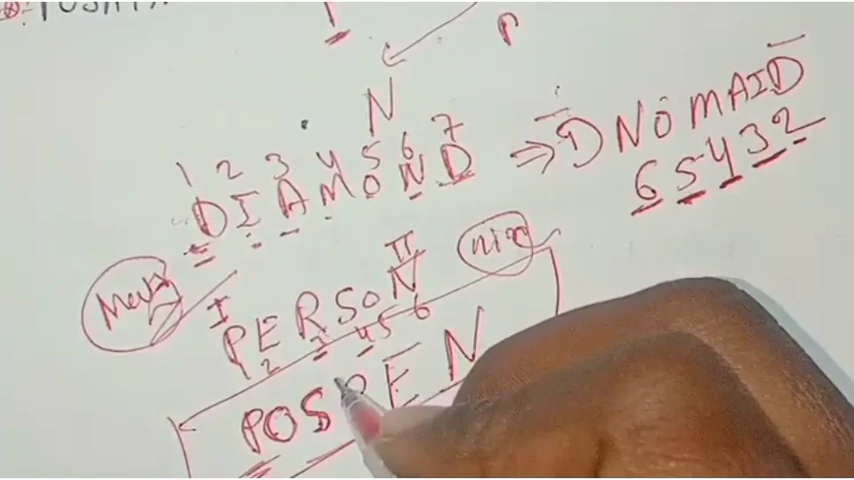 P
N
1 2 3 4 5 6 7
DIAMOND ⇒ DNOMAID
6 5 4 3 2
I II
PERSON
1 2 3 4 5 6
POSREN